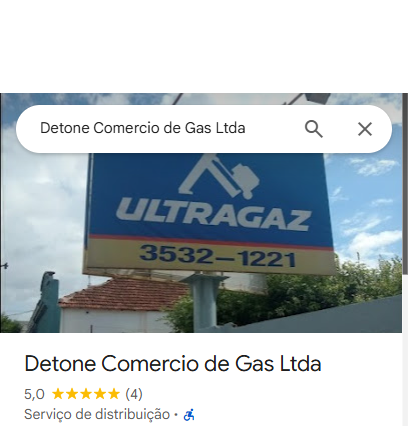 Detone Comercio de Gas Ltda
ULTRAGAZ
3532-1221
Detone Comercio de Gas Ltda
5,0 (4)
Serviço de distribuição ·